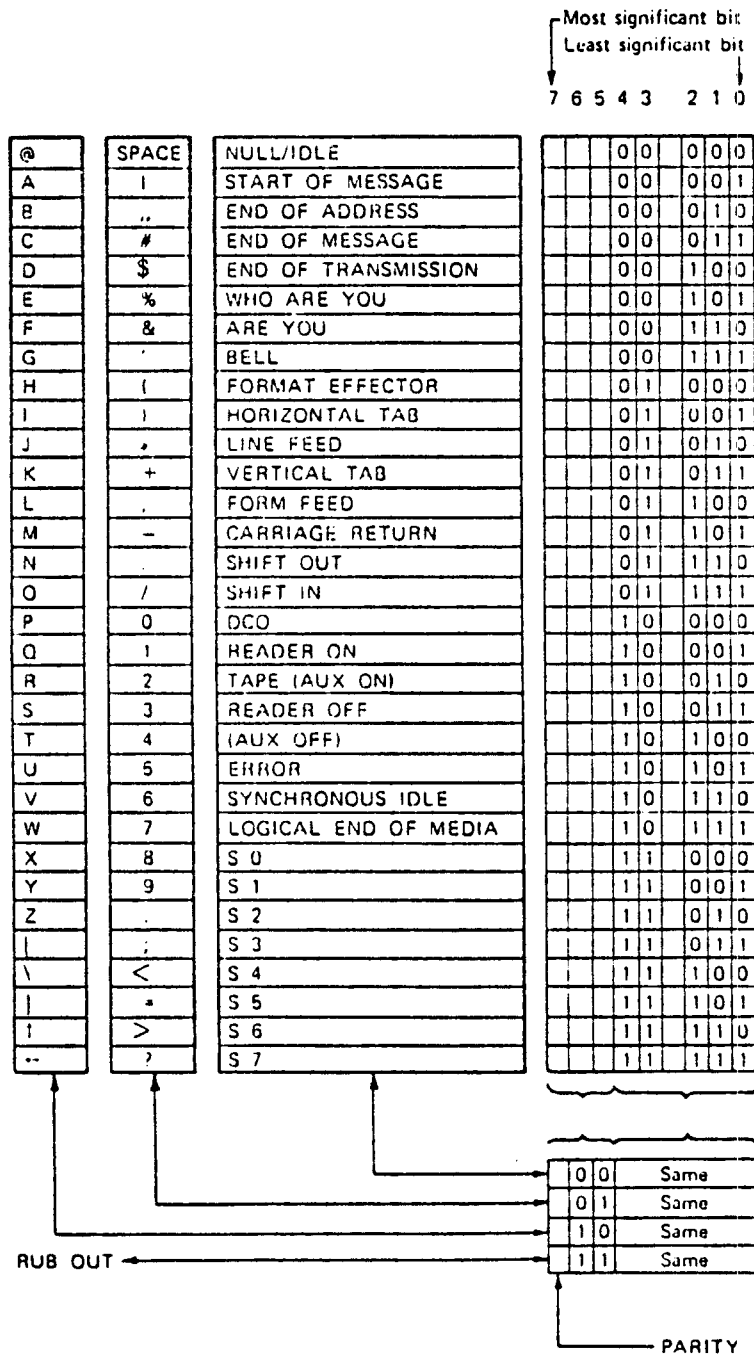 Most significant bit
Least significant bit
7 6 5 4 3 2 1 0
@ SPACE NULL/IDLE 0 0 0 0 0
A ! START OF MESSAGE 0 0 0 0 1
B ,, END OF ADDRESS 0 0 0 1 0
C # END OF MESSAGE 0 0 0 1 1
D $ END OF TRANSMISSION 0 0 1 0 0
E % WHO ARE YOU 0 0 1 0 1
F & ARE YOU 0 0 1 1 0
G ' BELL 0 0 1 1 1
H ( FORMAT EFFECTOR 0 1 0 0 0
I ) HORIZONTAL TAB 0 1 0 0 1
J * LINE FEED 0 1 0 1 0
K + VERTICAL TAB 0 1 0 1 1
L , FORM FEED 0 1 1 0 0
M – CARRIAGE RETURN 0 1 1 0 1
N . SHIFT OUT 0 1 1 1 0
O / SHIFT IN 0 1 1 1 1
P 0 DCO 1 0 0 0 0
Q 1 READER ON 1 0 0 0 1
R 2 TAPE (AUX ON) 1 0 0 1 0
S 3 READER OFF 1 0 0 1 1
T 4 (AUX OFF) 1 0 1 0 0
U 5 ERROR 1 0 1 0 1
V 6 SYNCHRONOUS IDLE 1 0 1 1 0
W 7 LOGICAL END OF MEDIA 1 0 1 1 1
X 8 S 0 1 1 0 0 0
Y 9 S 1 1 1 0 0 1
Z S 2 1 1 0 1 0
[ ; S 3 1 1 0 1 1
\ < S 4 1 1 1 0 0
] S 5 1 1 1 0 1
↑ > S 6 1 1 1 1 0
? S 7 1 1 1 1 1
0 0 Same
0 1 Same
1 0 Same
RUB OUT 1 1 Same
PARITY